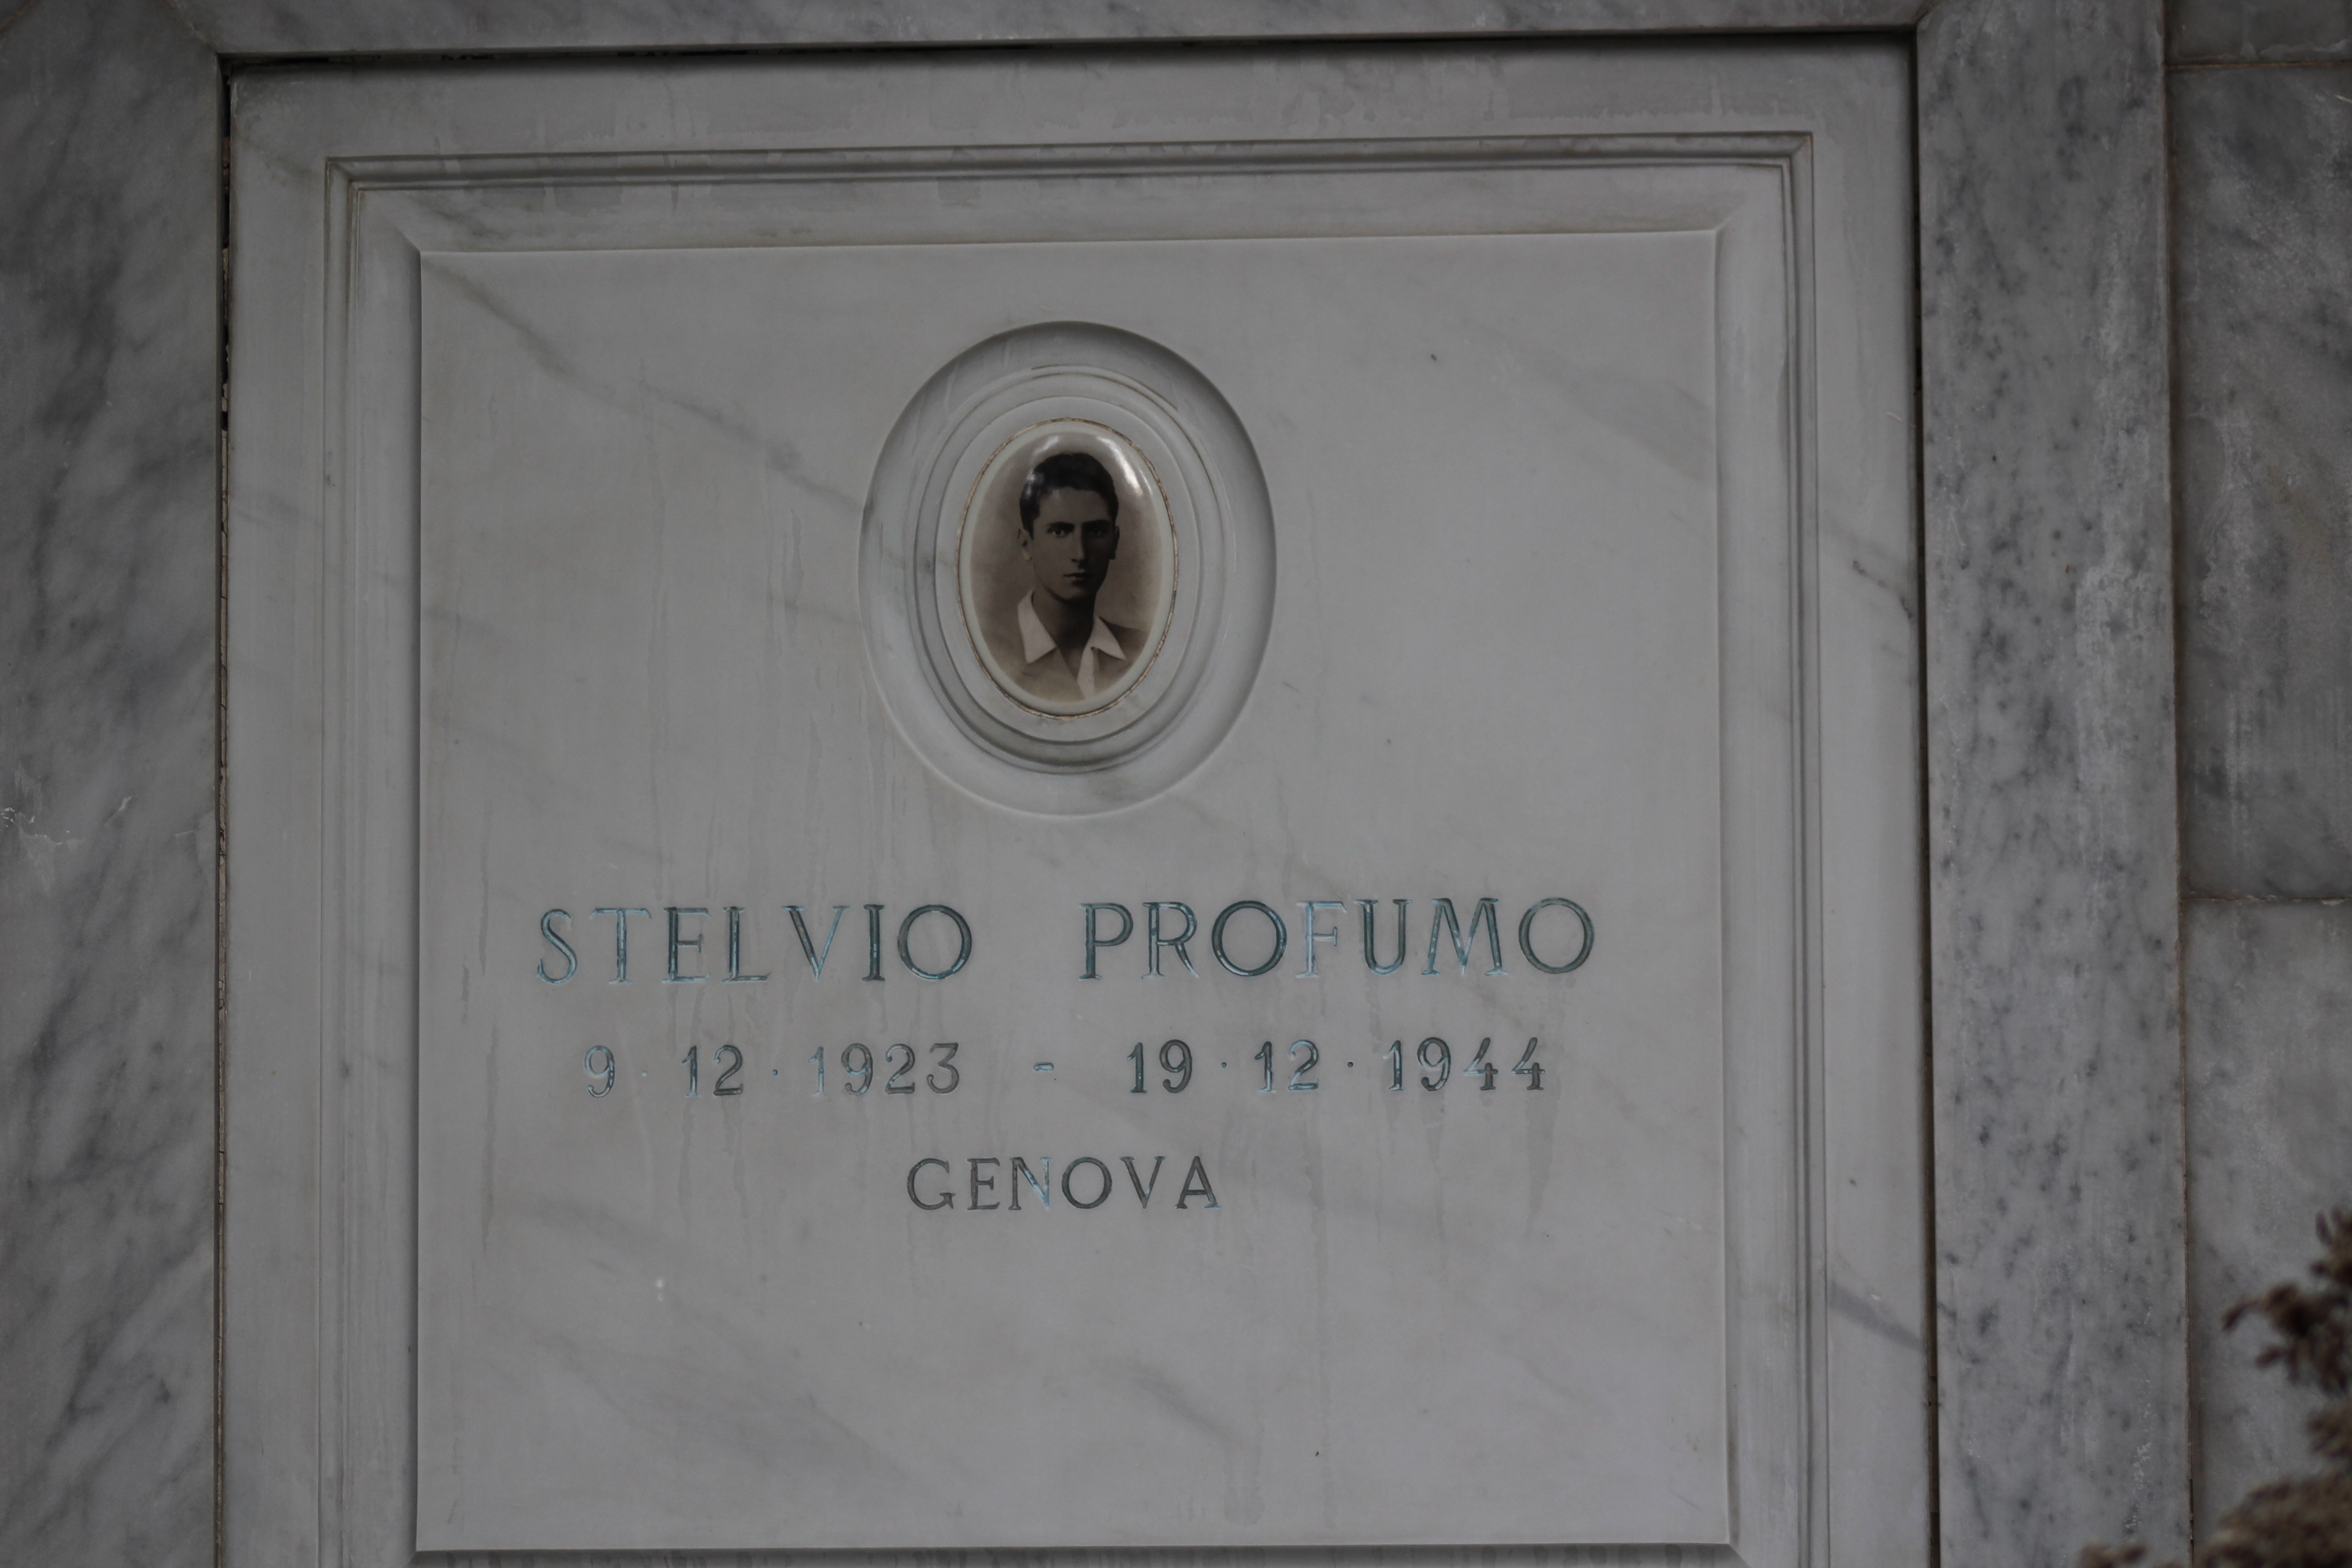 STELVIO PROFUMO
9·12·1923 - 19·12·1944
GENOVA